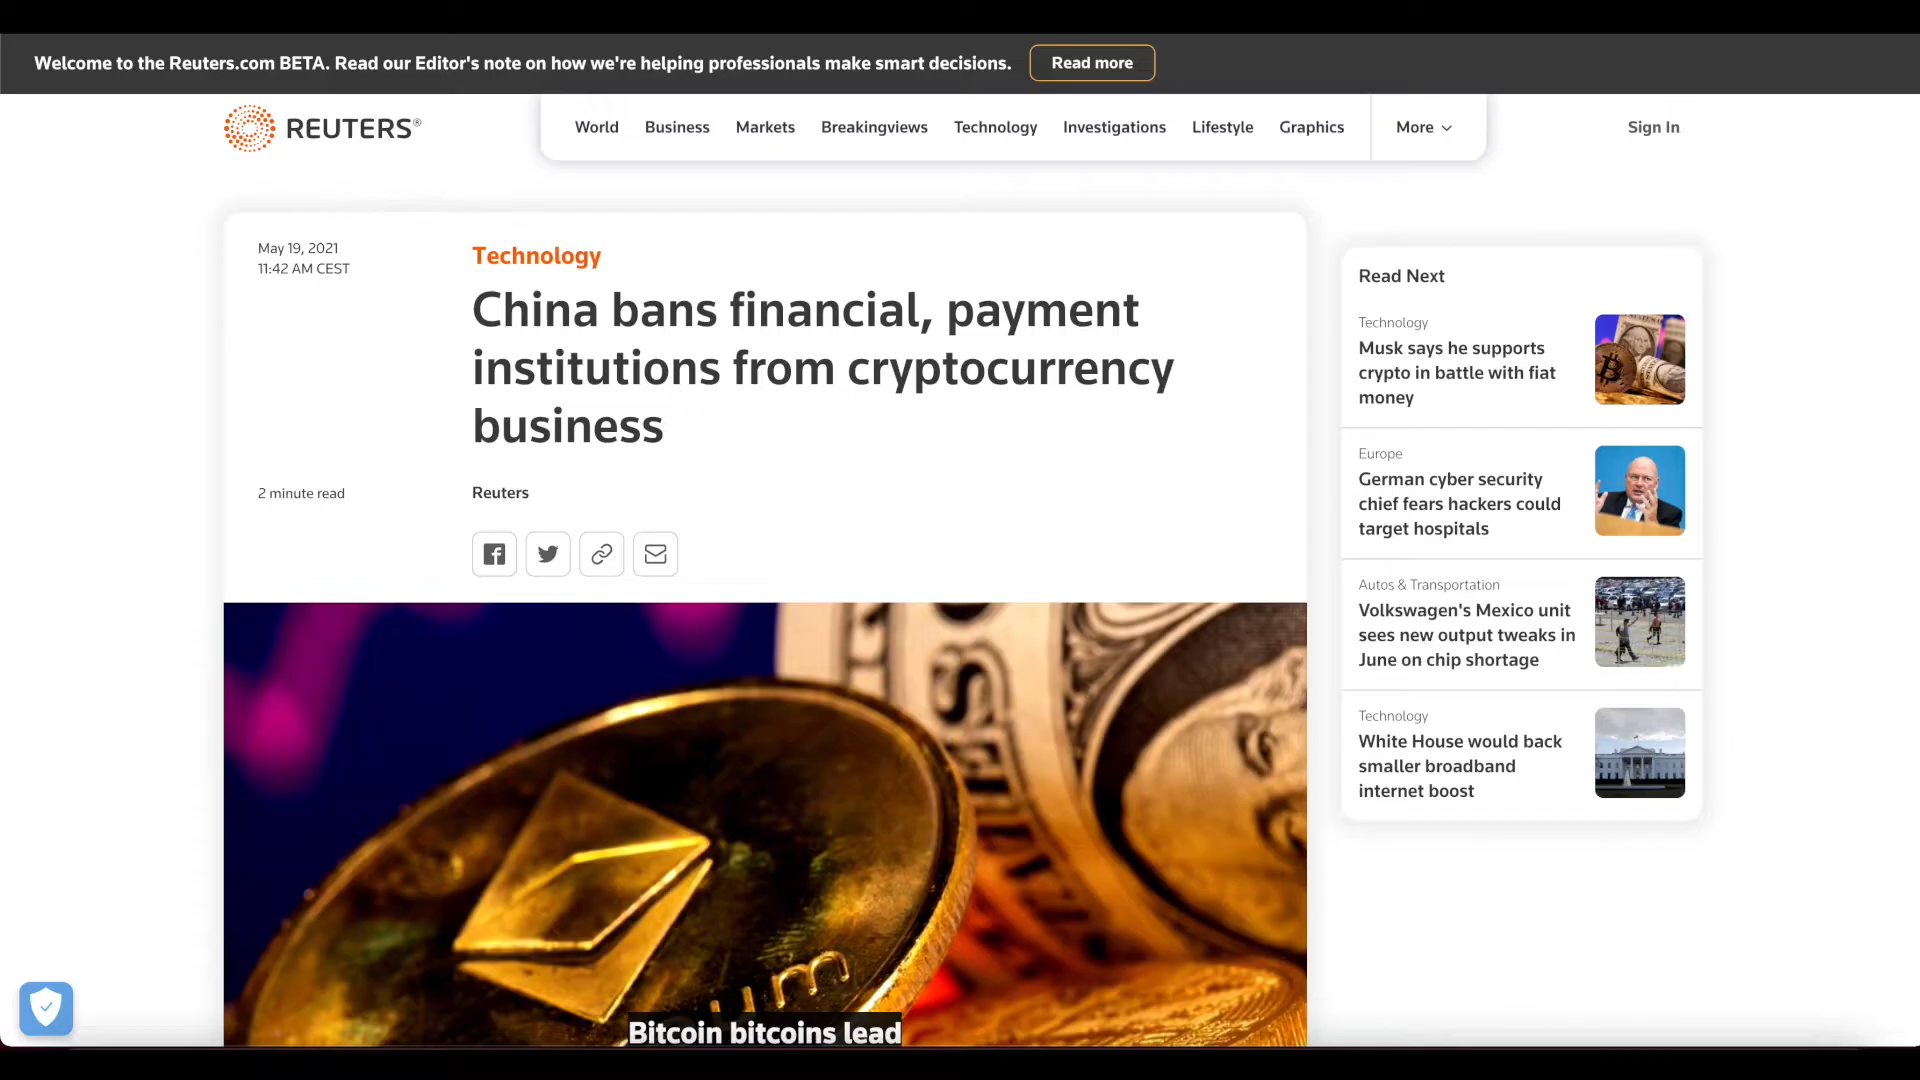 Welcome to the Reuters.com BETA. Read our Editor's note on how we're helping professionals make smart decisions.
Read more
REUTERS®
World
Business
Markets
Breakingviews
Technology
Investigations
Lifestyle
Graphics
More
Sign In
May 19, 2021
11:42 AM CEST
Technology
China bans financial, payment
institutions from cryptocurrency
business
2 minute read
Reuters
um
Bitcoin bitcoins lead
Read Next
Technology
Musk says he supports
crypto in battle with fiat
money
Europe
German cyber security
chief fears hackers could
target hospitals
Autos & Transportation
Volkswagen's Mexico unit
sees new output tweaks in
June on chip shortage
Technology
White House would back
smaller broadband
internet boost